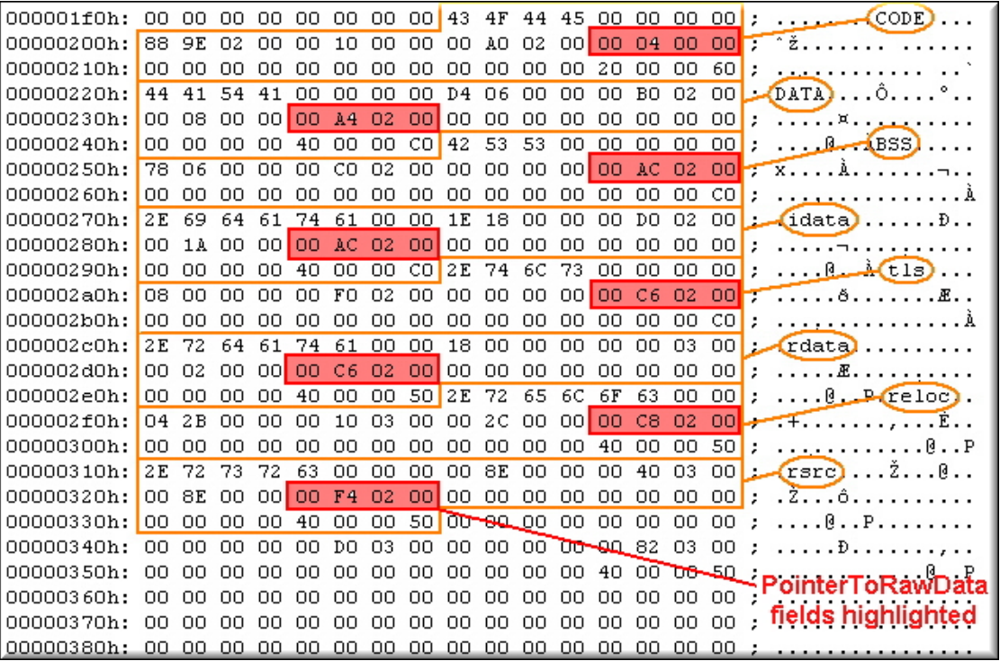 000001f0h: 00 00 00 00 00 00 00 00 43 4F 44 45 00 00 00 00 ; ........CODE....
00000200h: 88 9E 02 00 00 10 00 00 00 A0 02 00 00 04 00 00 ; ˆž....... ......
00000210h: 00 00 00 00 00 00 00 00 00 00 00 00 20 00 00 60 ; ............ ..`
00000220h: 44 41 54 41 00 00 00 00 D4 06 00 00 00 B0 02 00 ; DATA....Ô....°..
00000230h: 00 08 00 00 00 A4 02 00 00 00 00 00 00 00 00 00 ; .....¤..........
00000240h: 00 00 00 00 40 00 00 C0 42 53 53 00 00 00 00 00 ; ....@..ÀBSS.....
00000250h: 78 06 00 00 00 C0 02 00 00 00 00 00 00 AC 02 00 ; x....À.......¬..
00000260h: 00 00 00 00 00 00 00 00 00 00 00 00 00 00 00 C0 ; ...............À
00000270h: 2E 69 64 61 74 61 00 00 1E 18 00 00 00 D0 02 00 ; .idata.......Ð..
00000280h: 00 1A 00 00 00 AC 02 00 00 00 00 00 00 00 00 00 ; .....¬..........
00000290h: 00 00 00 00 40 00 00 C0 2E 74 6C 73 00 00 00 00 ; ....@..À.tls....
000002a0h: 08 00 00 00 00 F0 02 00 00 00 00 00 00 C6 02 00 ; .....ð.......Æ..
000002b0h: 00 00 00 00 00 00 00 00 00 00 00 00 00 00 00 C0 ; ...............À
000002c0h: 2E 72 64 61 74 61 00 00 18 00 00 00 00 00 03 00 ; .rdata..........
000002d0h: 00 02 00 00 00 C6 02 00 00 00 00 00 00 00 00 00 ; .....Æ..........
000002e0h: 00 00 00 00 40 00 00 50 2E 72 65 6C 6F 63 00 00 ; ....@..P.reloc..
000002f0h: 04 2B 00 00 00 10 03 00 00 2C 00 00 00 C8 02 00 ; .+.......,...È..
00000300h: 00 00 00 00 00 00 00 00 00 00 00 00 40 00 00 50 ; ............@..P
00000310h: 2E 72 73 72 63 00 00 00 00 8E 00 00 00 40 03 00 ; .rsrc....Ž...@..
00000320h: 00 8E 00 00 00 F4 02 00 00 00 00 00 00 00 00 00 ; .Ž...ô..........
00000330h: 00 00 00 00 40 00 00 50 00 00 00 00 00 00 00 00 ; ....@..P........
00000340h: 00 00 00 00 00 D0 03 00 00 00 00 00 00 82 03 00 ; .....Ð.......‚..
00000350h: 00 00 00 00 00 00 00 00 00 00 00 00 40 00 00 50 ; ............@..P
00000360h: 00 00 00 00 00 00 00 00 00 00 00 00 00 00 00 00 ; ................
00000370h: 00 00 00 00 00 00 00 00 00 00 00 00 00 00 00 00 ; ................
00000380h: 00 00 00 00 00 00 00 00 00 00 00 00 00 00 00 00 ; ................
PointerToRawData
fields highlighted